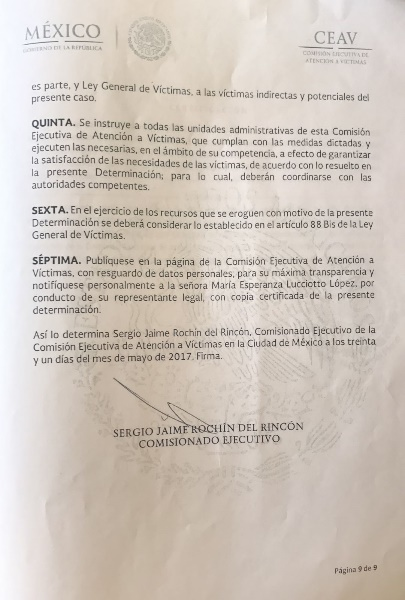 MÉXICO
GOBIERNO DE LA REPÚBLICA
CEAV
COMISIÓN EJECUTIVA DE
ATENCIÓN A VÍCTIMAS
es parte, y Ley General de Víctimas, a las víctimas indirectas y potenciales del
presente caso.
QUINTA. Se instruye a todas las unidades administrativas de esta Comisión
Ejecutiva de Atención a Víctimas, que cumplan con las medidas dictadas y
ejecuten las necesarias, en el ámbito de su competencia, a efecto de garantizar
la satisfacción de las necesidades de las víctimas, de acuerdo con lo resuelto en
la presente Determinación; para lo cual, deberán coordinarse con las
autoridades competentes.
SEXTA. En el ejercicio de los recursos que se eroguen con motivo de la presente
Determinación se deberá considerar lo establecido en el artículo 88 Bis de la Ley
General de Víctimas.
SÉPTIMA. Publíquese en la página de la Comisión Ejecutiva de Atención a
Víctimas, con resguardo de datos personales, para su máxima transparencia y
notifíquese personalmente a la señora María Esperanza Lucciotto López, por
conducto de su representante legal, con copia certificada de la presente
determinación.
Así lo determina Sergio Jaime Rochín del Rincón, Comisionado Ejecutivo de la
Comisión Ejecutiva de Atención a Víctimas en la Ciudad de México a los treinta
y un días del mes de mayo de 2017. Firma.
SERGIO JAIME ROCHÍN DEL RINCÓN
COMISIONADO EJECUTIVO
Página 9 de 9